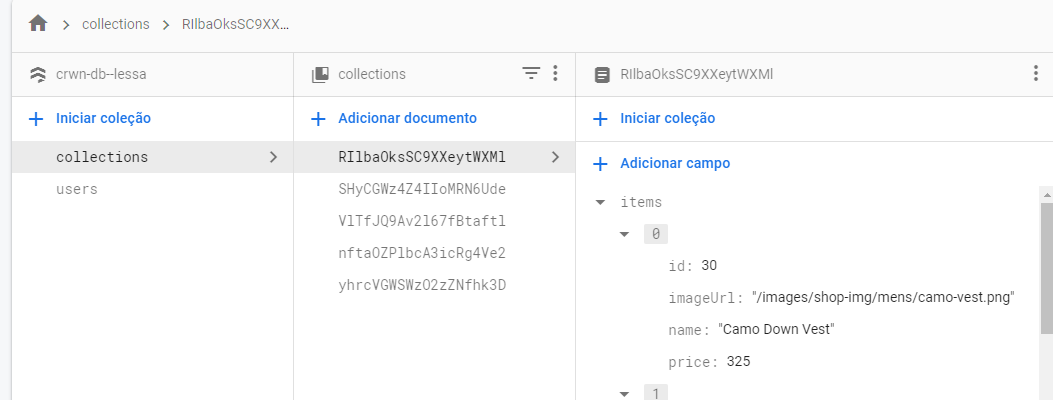 collections
RIlbaOksSC9XX...
crwn-db--lessa
collections
RIlbaOksSC9XXeytWXMl
Iniciar coleção
Adicionar documento
Iniciar coleção
collections
RIlbaOksSC9XXeytWXMl
Adicionar campo
users
SHyCGWz4Z4IIoMRN6Ude
items
VlTfJQ9Av2l67fBtaftl
0
nftaOZPlbcA3icRg4Ve2
id: 30
yhrcVGWSWzO2zZNfhk3D
imageUrl: "/images/shop-img/mens/camo-vest.png"
name: "Camo Down Vest"
price: 325
1